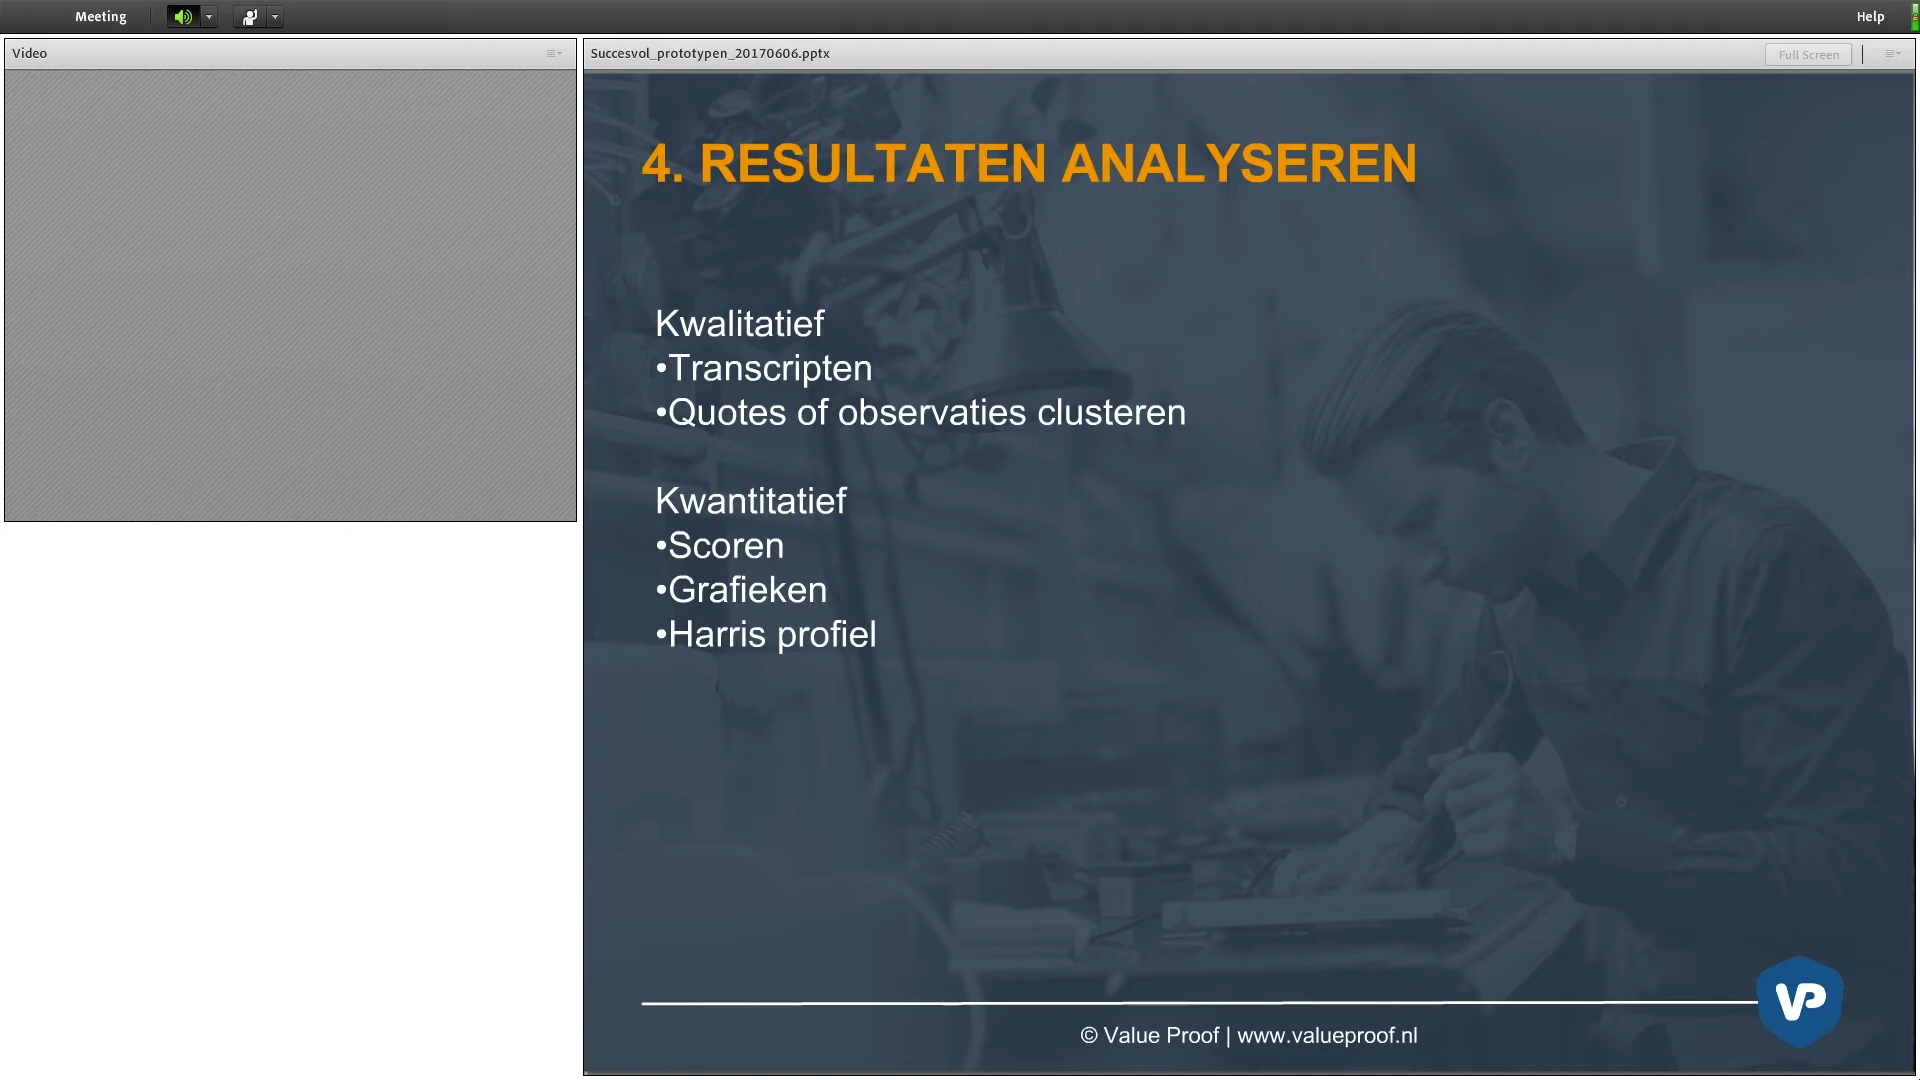 Meeting
Help
Video
Succesvol_prototypen_20170606.pptx
Full Screen
4. RESULTATEN ANALYSEREN
Kwalitatief
•Transcripten
•Quotes of observaties clusteren
Kwantitatief
•Scoren
•Grafieken
•Harris profiel
VP
© Value Proof | www.valueproof.nl